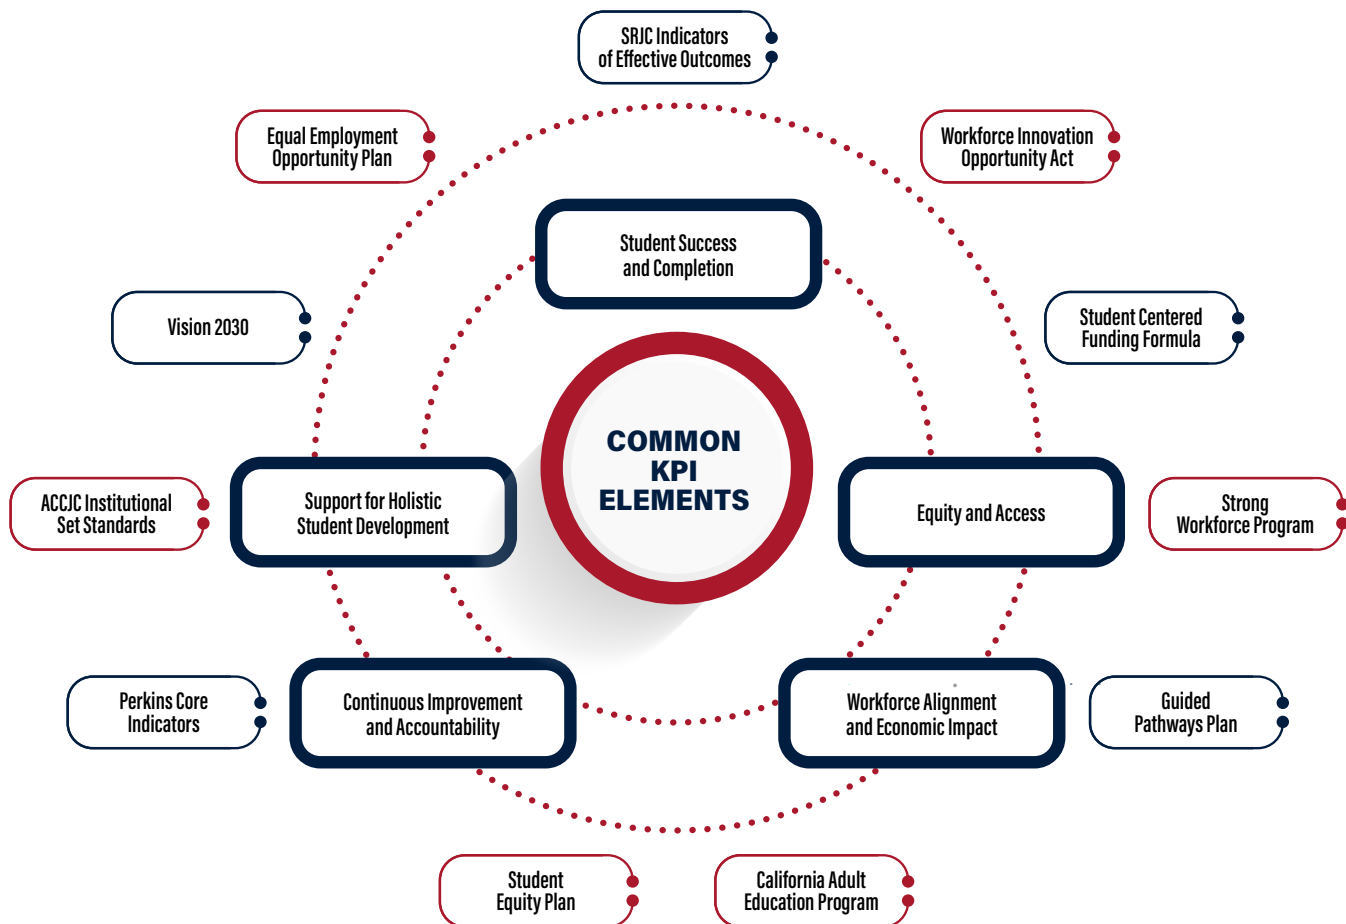 SRJC Indicators
of Effective Outcomes
Equal Employment
Opportunity Plan
Workforce Innovation
Opportunity Act
Student Success
and Completion
Vision 2030
Student Centered
Funding Formula
COMMON
KPI
ELEMENTS
ACCJC Institutional
Set Standards
Support for Holistic
Student Development
Equity and Access
Strong
Workforce Program
Perkins Core
Indicators
Continuous Improvement
and Accountability
Workforce Alignment
and Economic Impact
Guided
Pathways Plan
Student
Equity Plan
California Adult
Education Program